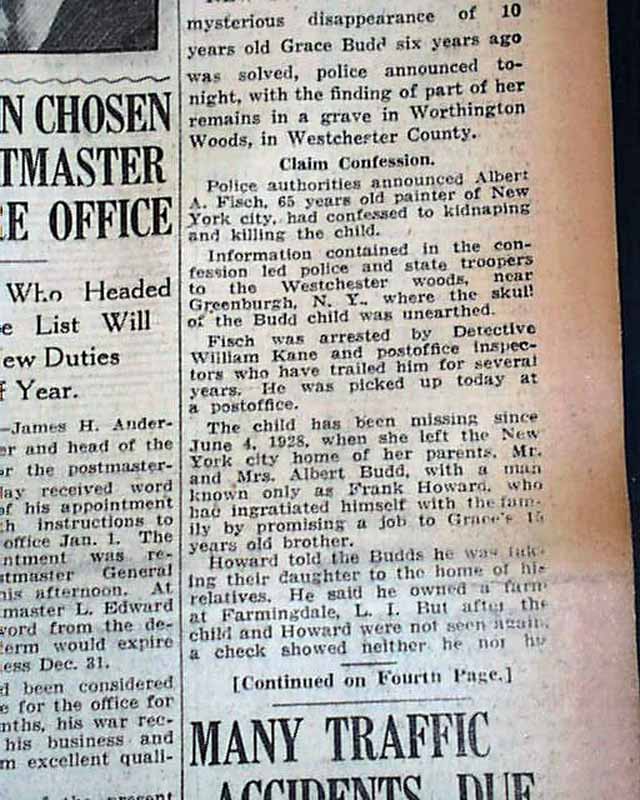 N CHOSEN
TMASTER
E OFFICE
Who Headed
e List Will
ew Duties
f Year.
—James H. Ander-
er and head of the
or the postmaster-
day received word
of his appointment
h instructions to
office Jan. 1. The
ntment was re-
stmaster General
his afternoon. At
master L. Edward
word from the de-
term would expire
ess Dec. 31.
d been considered
e for the office for
nths, his war rec-
his business and
m excellent quali-
present
mysterious disappearance of 10
years old Grace Budd six years ago
was solved, police announced to-
night, with the finding of part of her
remains in a grave in Worthington
Woods, in Westchester County.
Claim Confession.
Police authorities announced Albert
A. Fisch, 65 years old painter of New
York city, had confessed to kidnaping
and killing the child.
Information contained in the con-
fession led police and state troopers
to the Westchester woods, near
Greenburgh, N. Y., where the skull
of the Budd child was unearthed.
Fisch was arrested by Detective
William Kane and postoffice inspec-
tors who have trailed him for several
years. He was picked up today at
a postoffice.
The child has been missing since
June 4, 1928, when she left the New
York city home of her parents, Mr.
and Mrs. Albert Budd, with a man
known only as Frank Howard, who
had ingratiated himself with the fam-
ily by promising a job to Grace's 15
years old brother.
Howard told the Budds he was tak-
ing their daughter to the home of his
relatives. He said he owned a farm
at Farmingdale, L. I. But after the
child and Howard were not seen again,
a check showed neither he nor his
[Continued on Fourth Page.]
MANY TRAFFIC
ACCIDENTS DUE